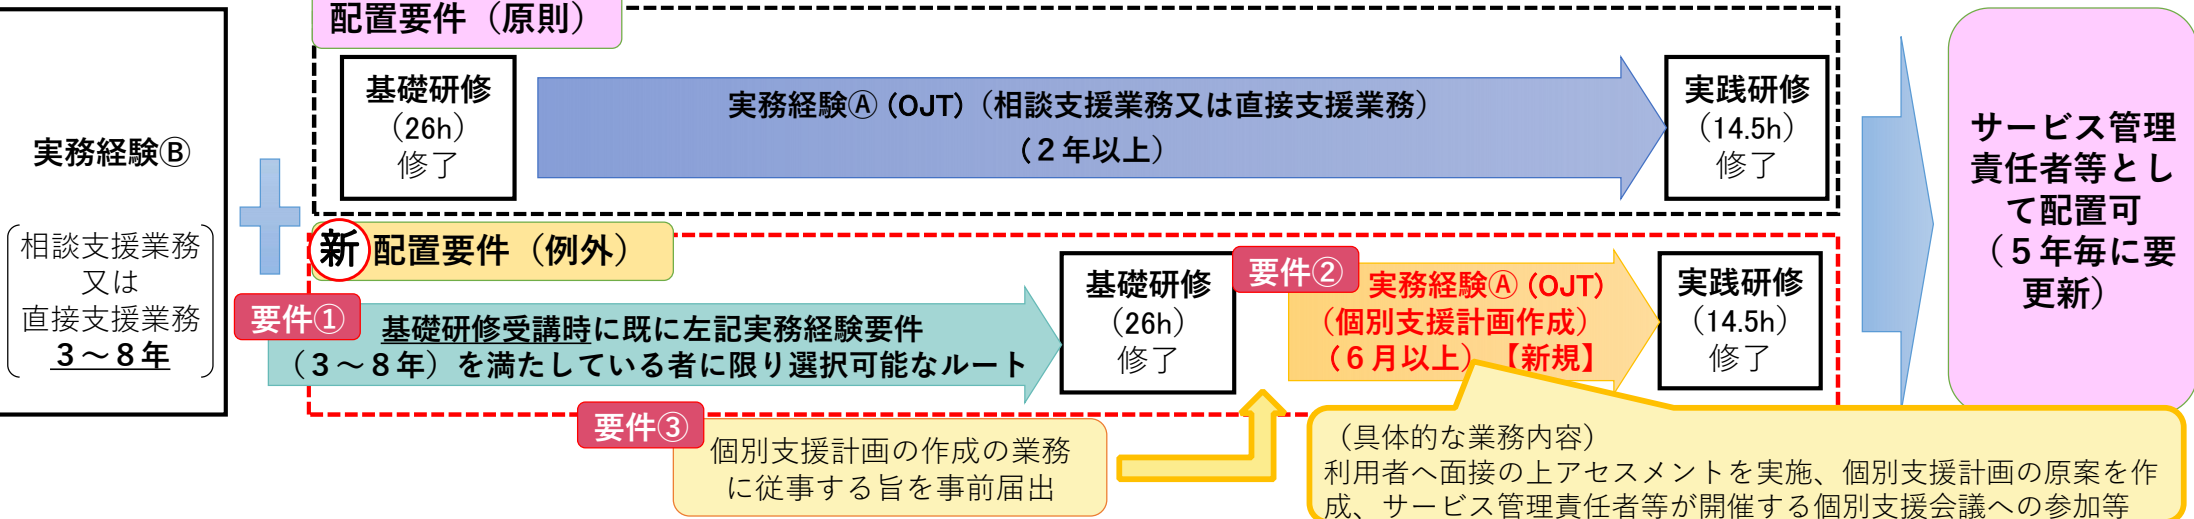 実務経験Ⓑ
相談支援業務
又は
直接支援業務
３～８年
配置要件（原則）
基礎研修
（26h）
修了
実務経験Ⓐ (OJT)（相談支援業務又は直接支援業務）
（２年以上）
実践研修
（14.5h）
修了
新 配置要件（例外）
要件①
基礎研修受講時に既に左記実務経験要件
（３～８年）を満たしている者に限り選択可能なルート
基礎研修
（26h）
修了
要件②
実務経験Ⓐ (OJT)
（個別支援計画作成）
（６月以上）【新規】
実践研修
（14.5h）
修了
要件③
個別支援計画の作成の業務
に従事する旨を事前届出
（具体的な業務内容）
利用者へ面接の上アセスメントを実施、個別支援計画の原案を作
成、サービス管理責任者等が開催する個別支援会議への参加等
サービス管理
責任者等とし
て配置可
（５年毎に要
更新）